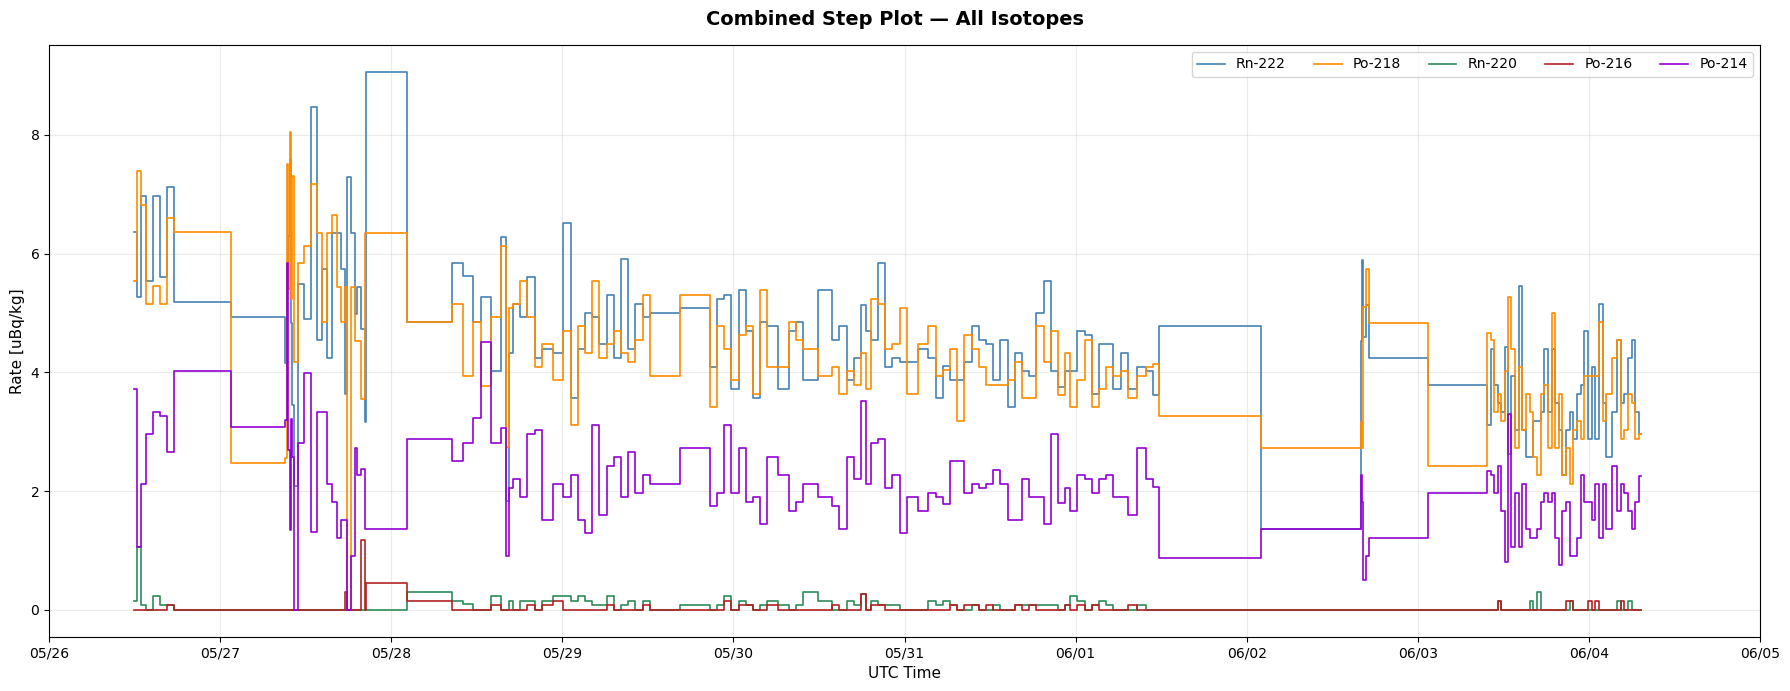 Combined Step Plot — All Isotopes
Rn-222 Po-218 Rn-220 Po-216 Po-214
Rate [uBq/kg]
8
6
4
2
0
05/26 05/27 05/28 05/29 05/30 05/31 06/01 06/02 06/03 06/04 06/05
UTC Time